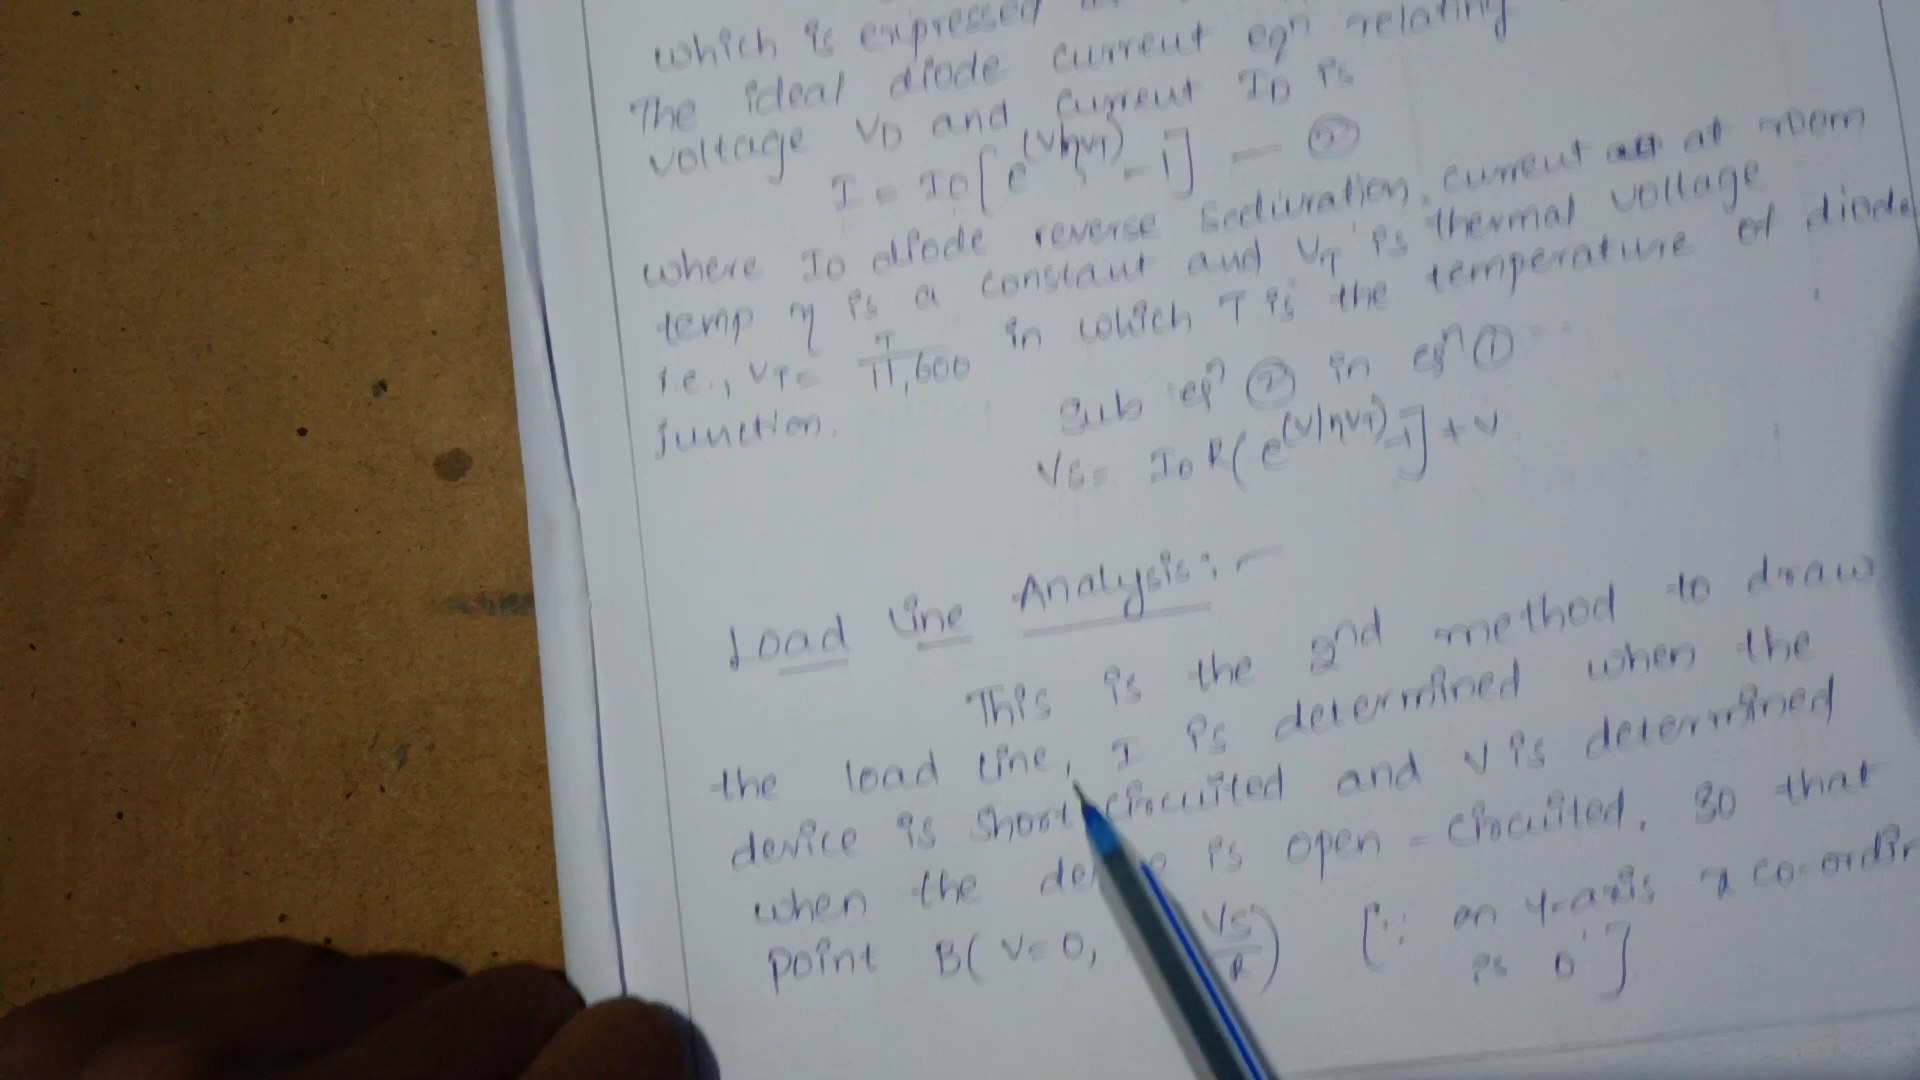 which is expressed
The ideal diode current eqn relating
voltage VD and current ID is
I = I0[e(V/ηVT) -1] — ②
where I0 diode reverse saturation current at room
temp η is a constant and VT is thermal voltage
i.e., VT = T/11,600 in which T is the temperature of diode
junction.
Sub eqn ② in eqn ①
VS = I0 R(e(V/ηVT) -1] + V
Load Line Analysis:-
This is the 2nd method to draw
the load line, I is determined when the
device is short circuited and V is determined
when the is open-circuited. So that
point B( V=0, VS/R) [∵ on y-axis x co-ordin
is 0]